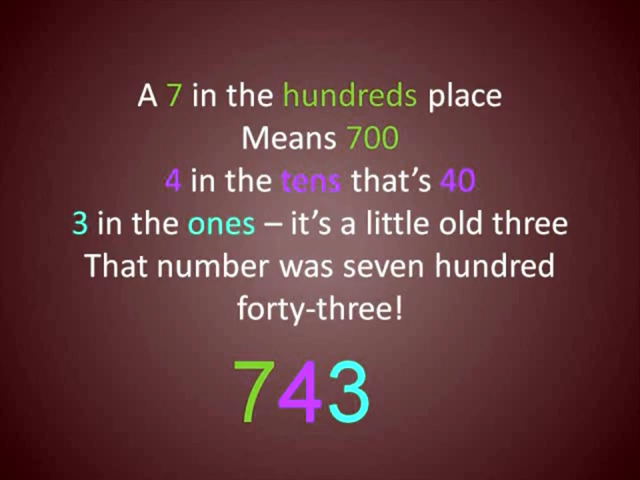 A 7 in the hundreds place
Means 700
4 in the tens that’s 40
3 in the ones – it’s a little old three
That number was seven hundred
forty-three!
743